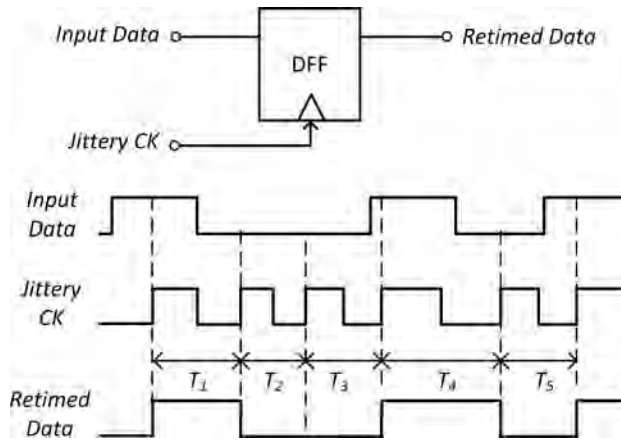 Input Data
Retimed Data
DFF
Jittery CK
Input
Data
Jittery
CK
T1 T2 T3 T4 T5
Retimed
Data